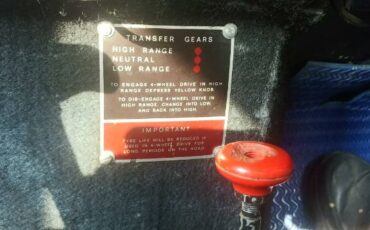 TRANSFER GEARS
HIGH RANGE
NEUTRAL
LOW RANGE
TO ENGAGE 4-WHEEL DRIVE IN HIGH
RANGE DEPRESS YELLOW KNOB
TO DIS-ENGAGE 4-WHEEL DRIVE IN
HIGH RANGE, CHANGE INTO LOW
AND BACK INTO HIGH.
IMPORTANT
TYRE LIFE WILL BE REDUCED IF
USED IN 4-WHEEL DRIVE FOR
LONG PERIODS ON THE ROAD